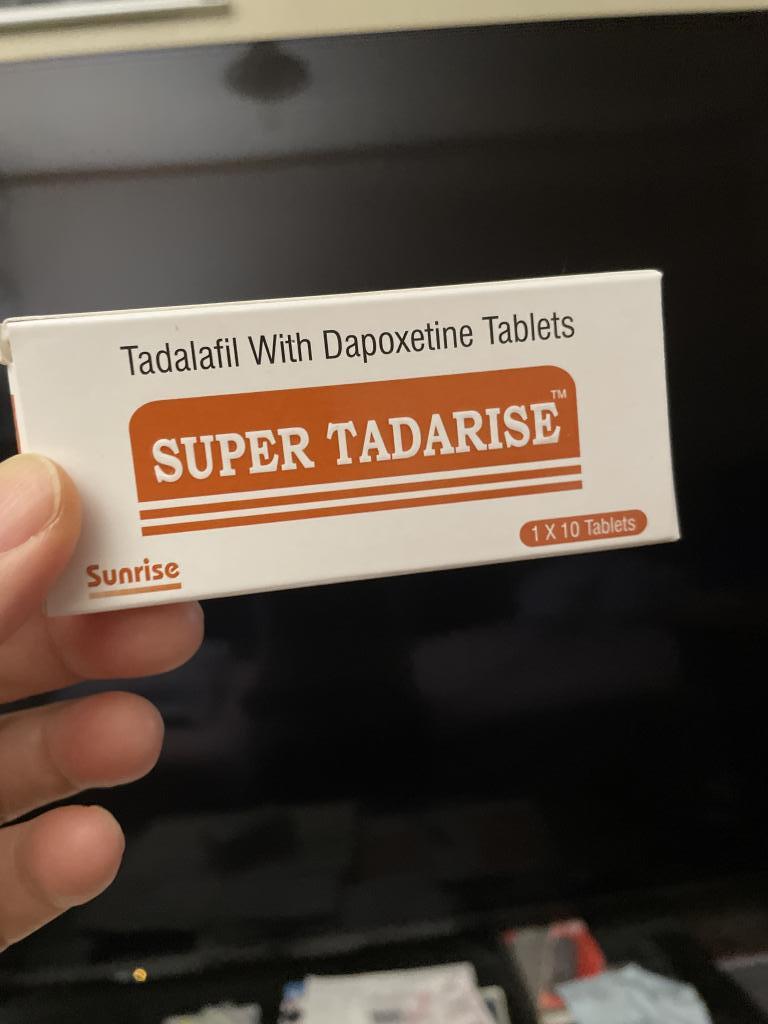 Tadalafil With Dapoxetine Tablets
SUPER TADARISE™
1 X 10 Tablets
Sunrise